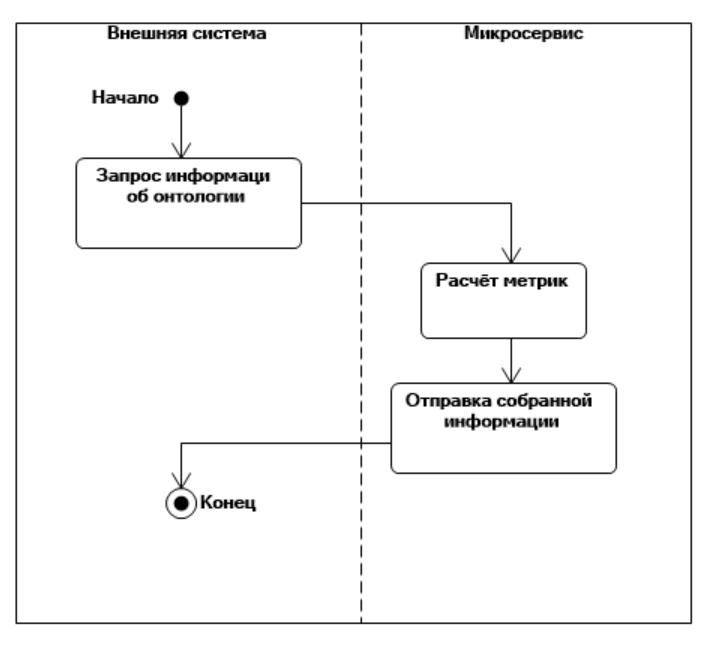 Внешняя система
Микросервис
Начало
Запрос информаци
об онтологии
Расчёт метрик
Отправка собранной
информации
Конец